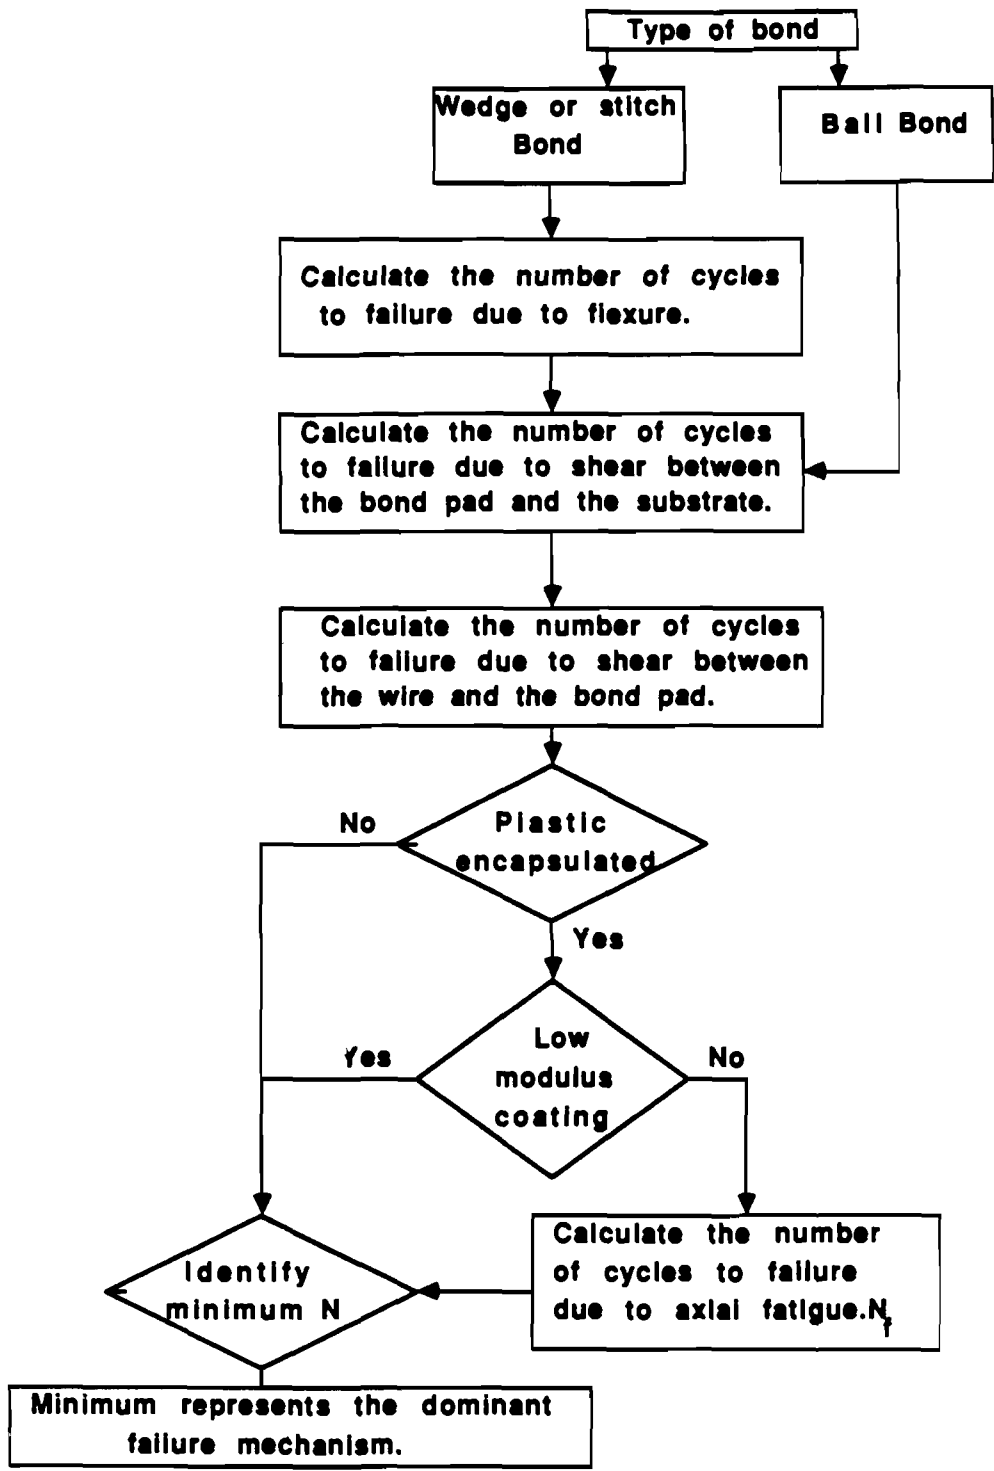 Type of bond
Wedge or stitch
Bond
Ball Bond
Calculate the number of cycles
to failure due to flexure.
Calculate the number of cycles
to failure due to shear between
the bond pad and the substrate.
Calculate the number of cycles
to failure due to shear between
the wire and the bond pad.
No
Plastic
encapsulated
Yes
Yes
Low
modulus
coating
No
Identify
minimum N
Calculate the number
of cycles to failure
due to axial fatigue.Nf
Minimum represents the dominant
failure mechanism.